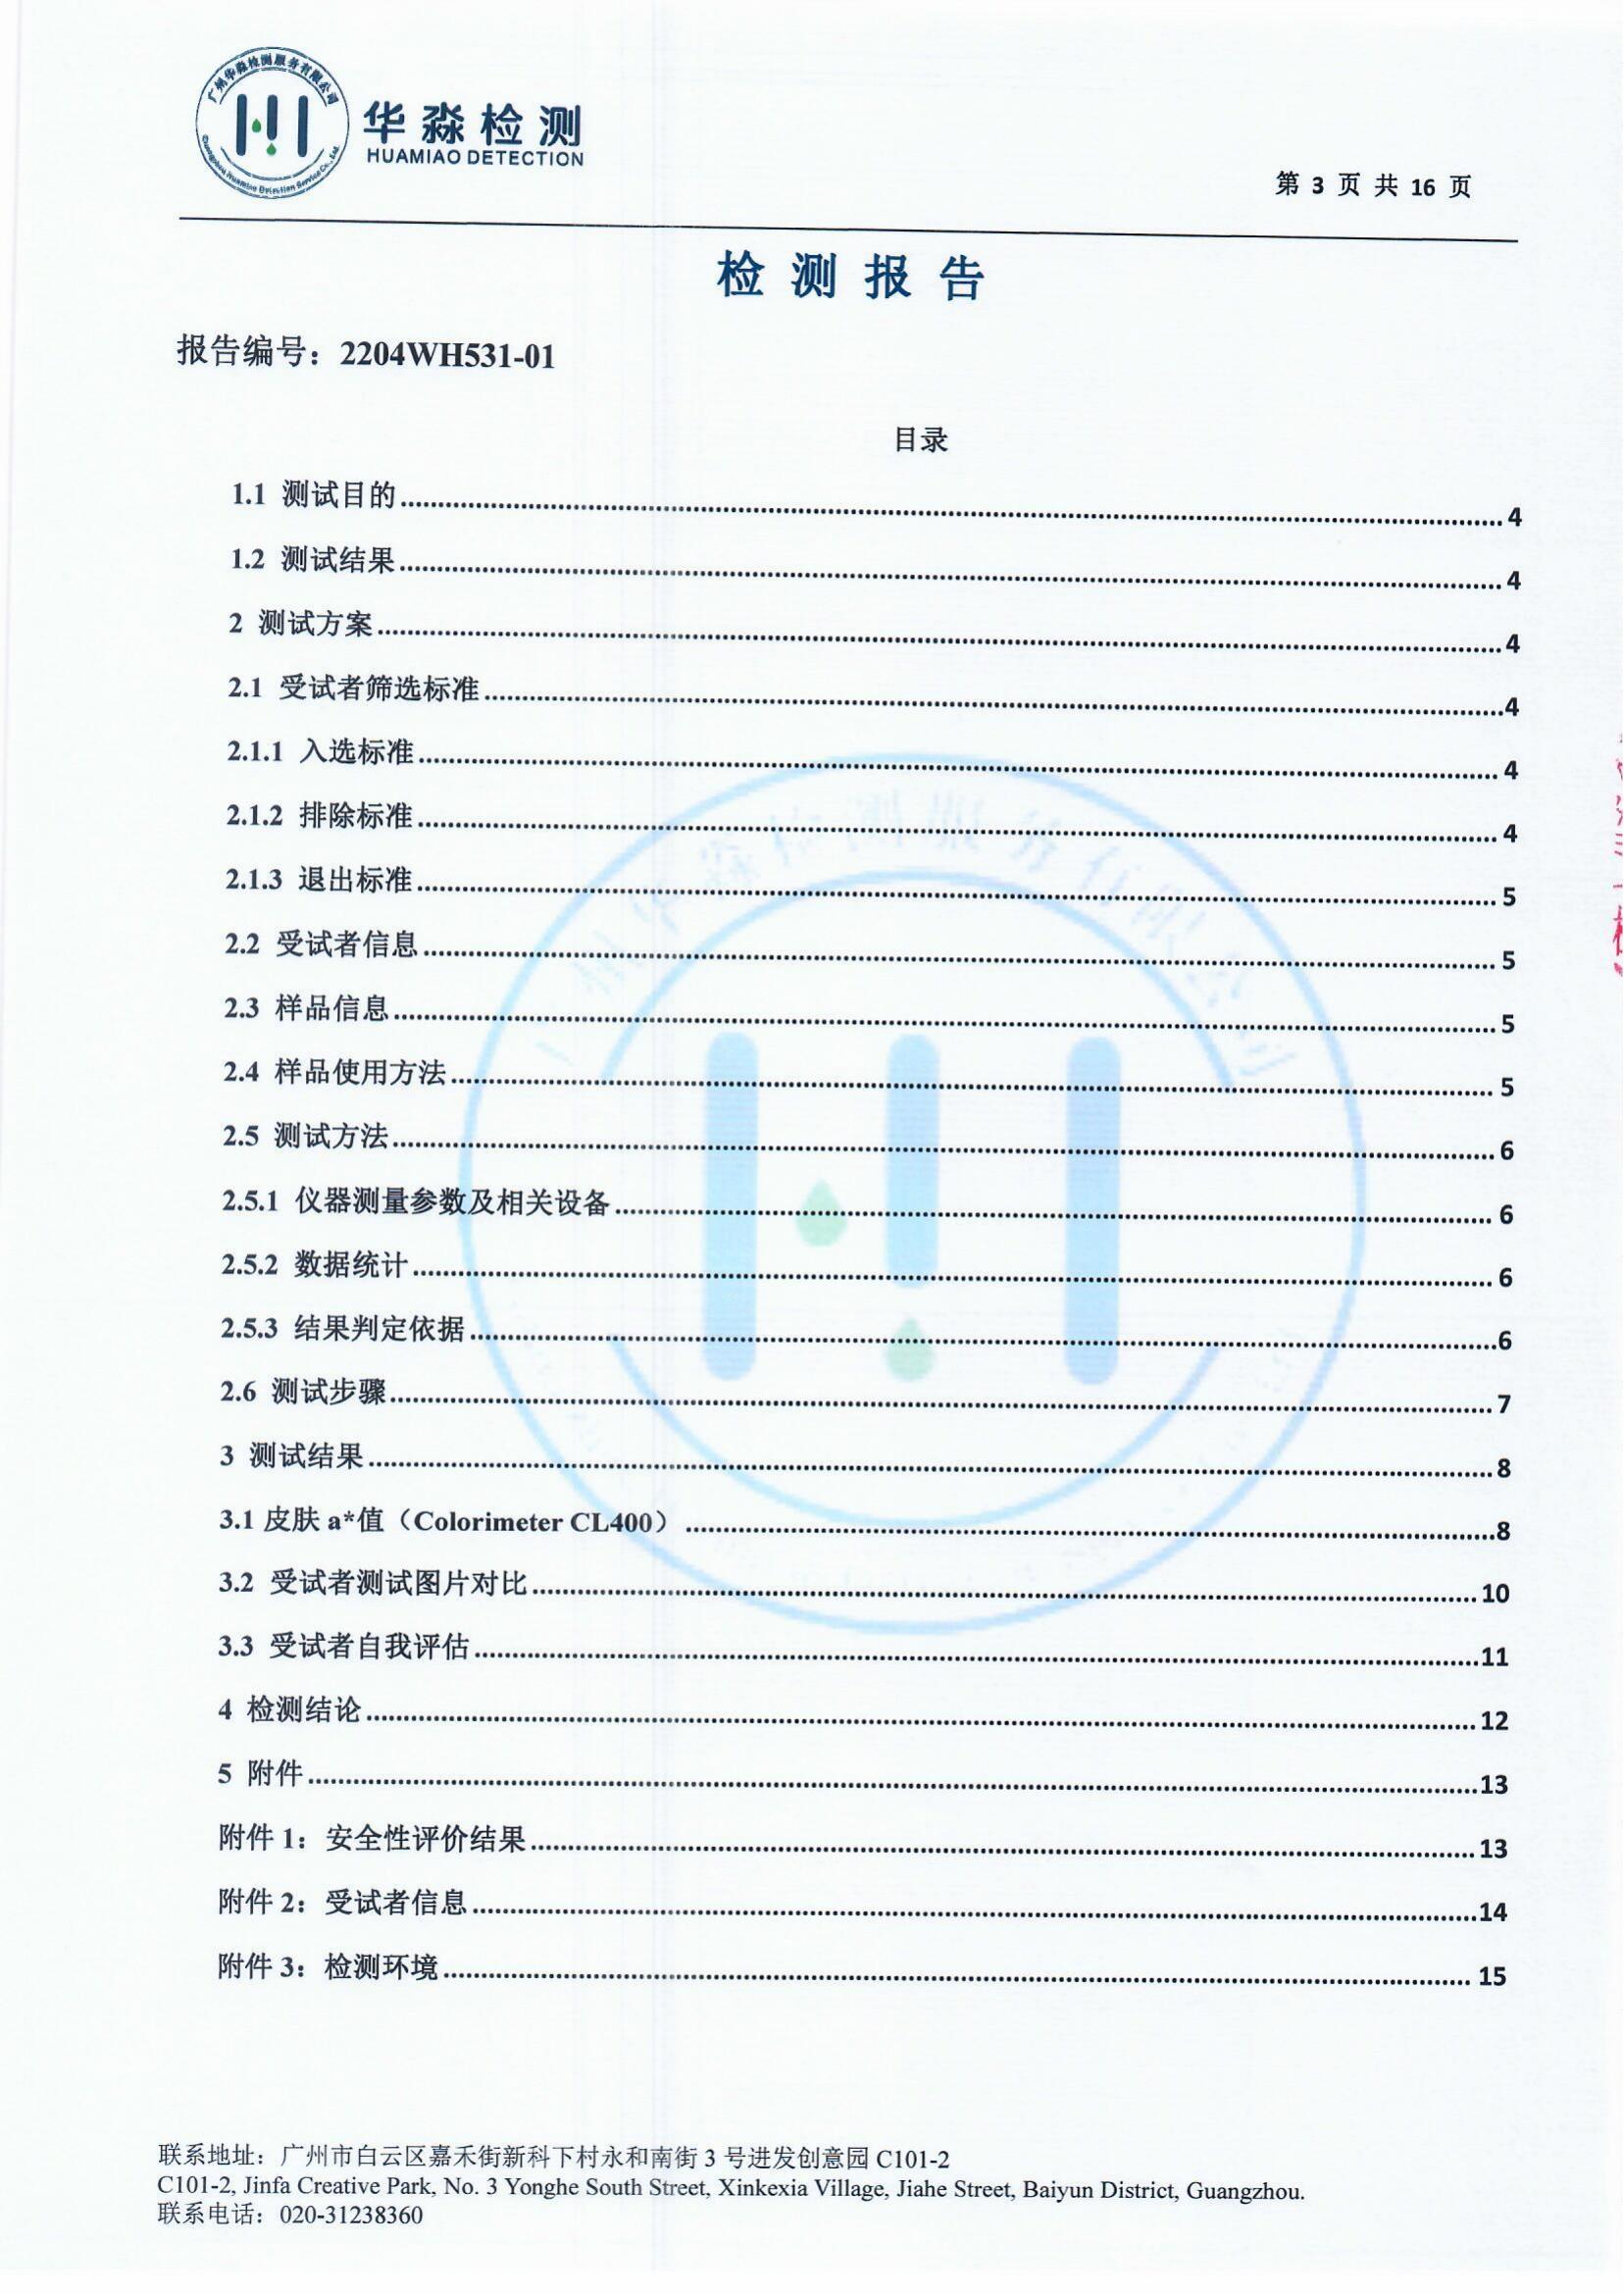 广州华淼检测服务有限公司
华淼检测
HUAMIAO DETECTION
Guangzhou Huamiao Detection Service Co., Ltd.
第 3 页 共 16 页
检 测 报 告
报告编号：2204WH531-01
目录
1.1 测试目的 4
1.2 测试结果 4
2 测试方案 4
2.1 受试者筛选标准 4
2.1.1 入选标准 4
2.1.2 排除标准 4
2.1.3 退出标准 5
2.2 受试者信息 5
2.3 样品信息 5
2.4 样品使用方法 5
2.5 测试方法 6
2.5.1 仪器测量参数及相关设备 6
2.5.2 数据统计 6
2.5.3 结果判定依据 6
2.6 测试步骤 7
3 测试结果 8
3.1 皮肤 a*值（Colorimeter CL400） 8
3.2 受试者测试图片对比 10
3.3 受试者自我评估 11
4 检测结论 12
5 附件 13
附件 1：安全性评价结果 13
附件 2：受试者信息 14
附件 3：检测环境 15
联系地址：广州市白云区嘉禾街新科下村永和南街 3 号进发创意园 C101-2
C101-2, Jinfa Creative Park, No. 3 Yonghe South Street, Xinkexia Village, Jiahe Street, Baiyun District, Guangzhou.
联系电话：020-31238360